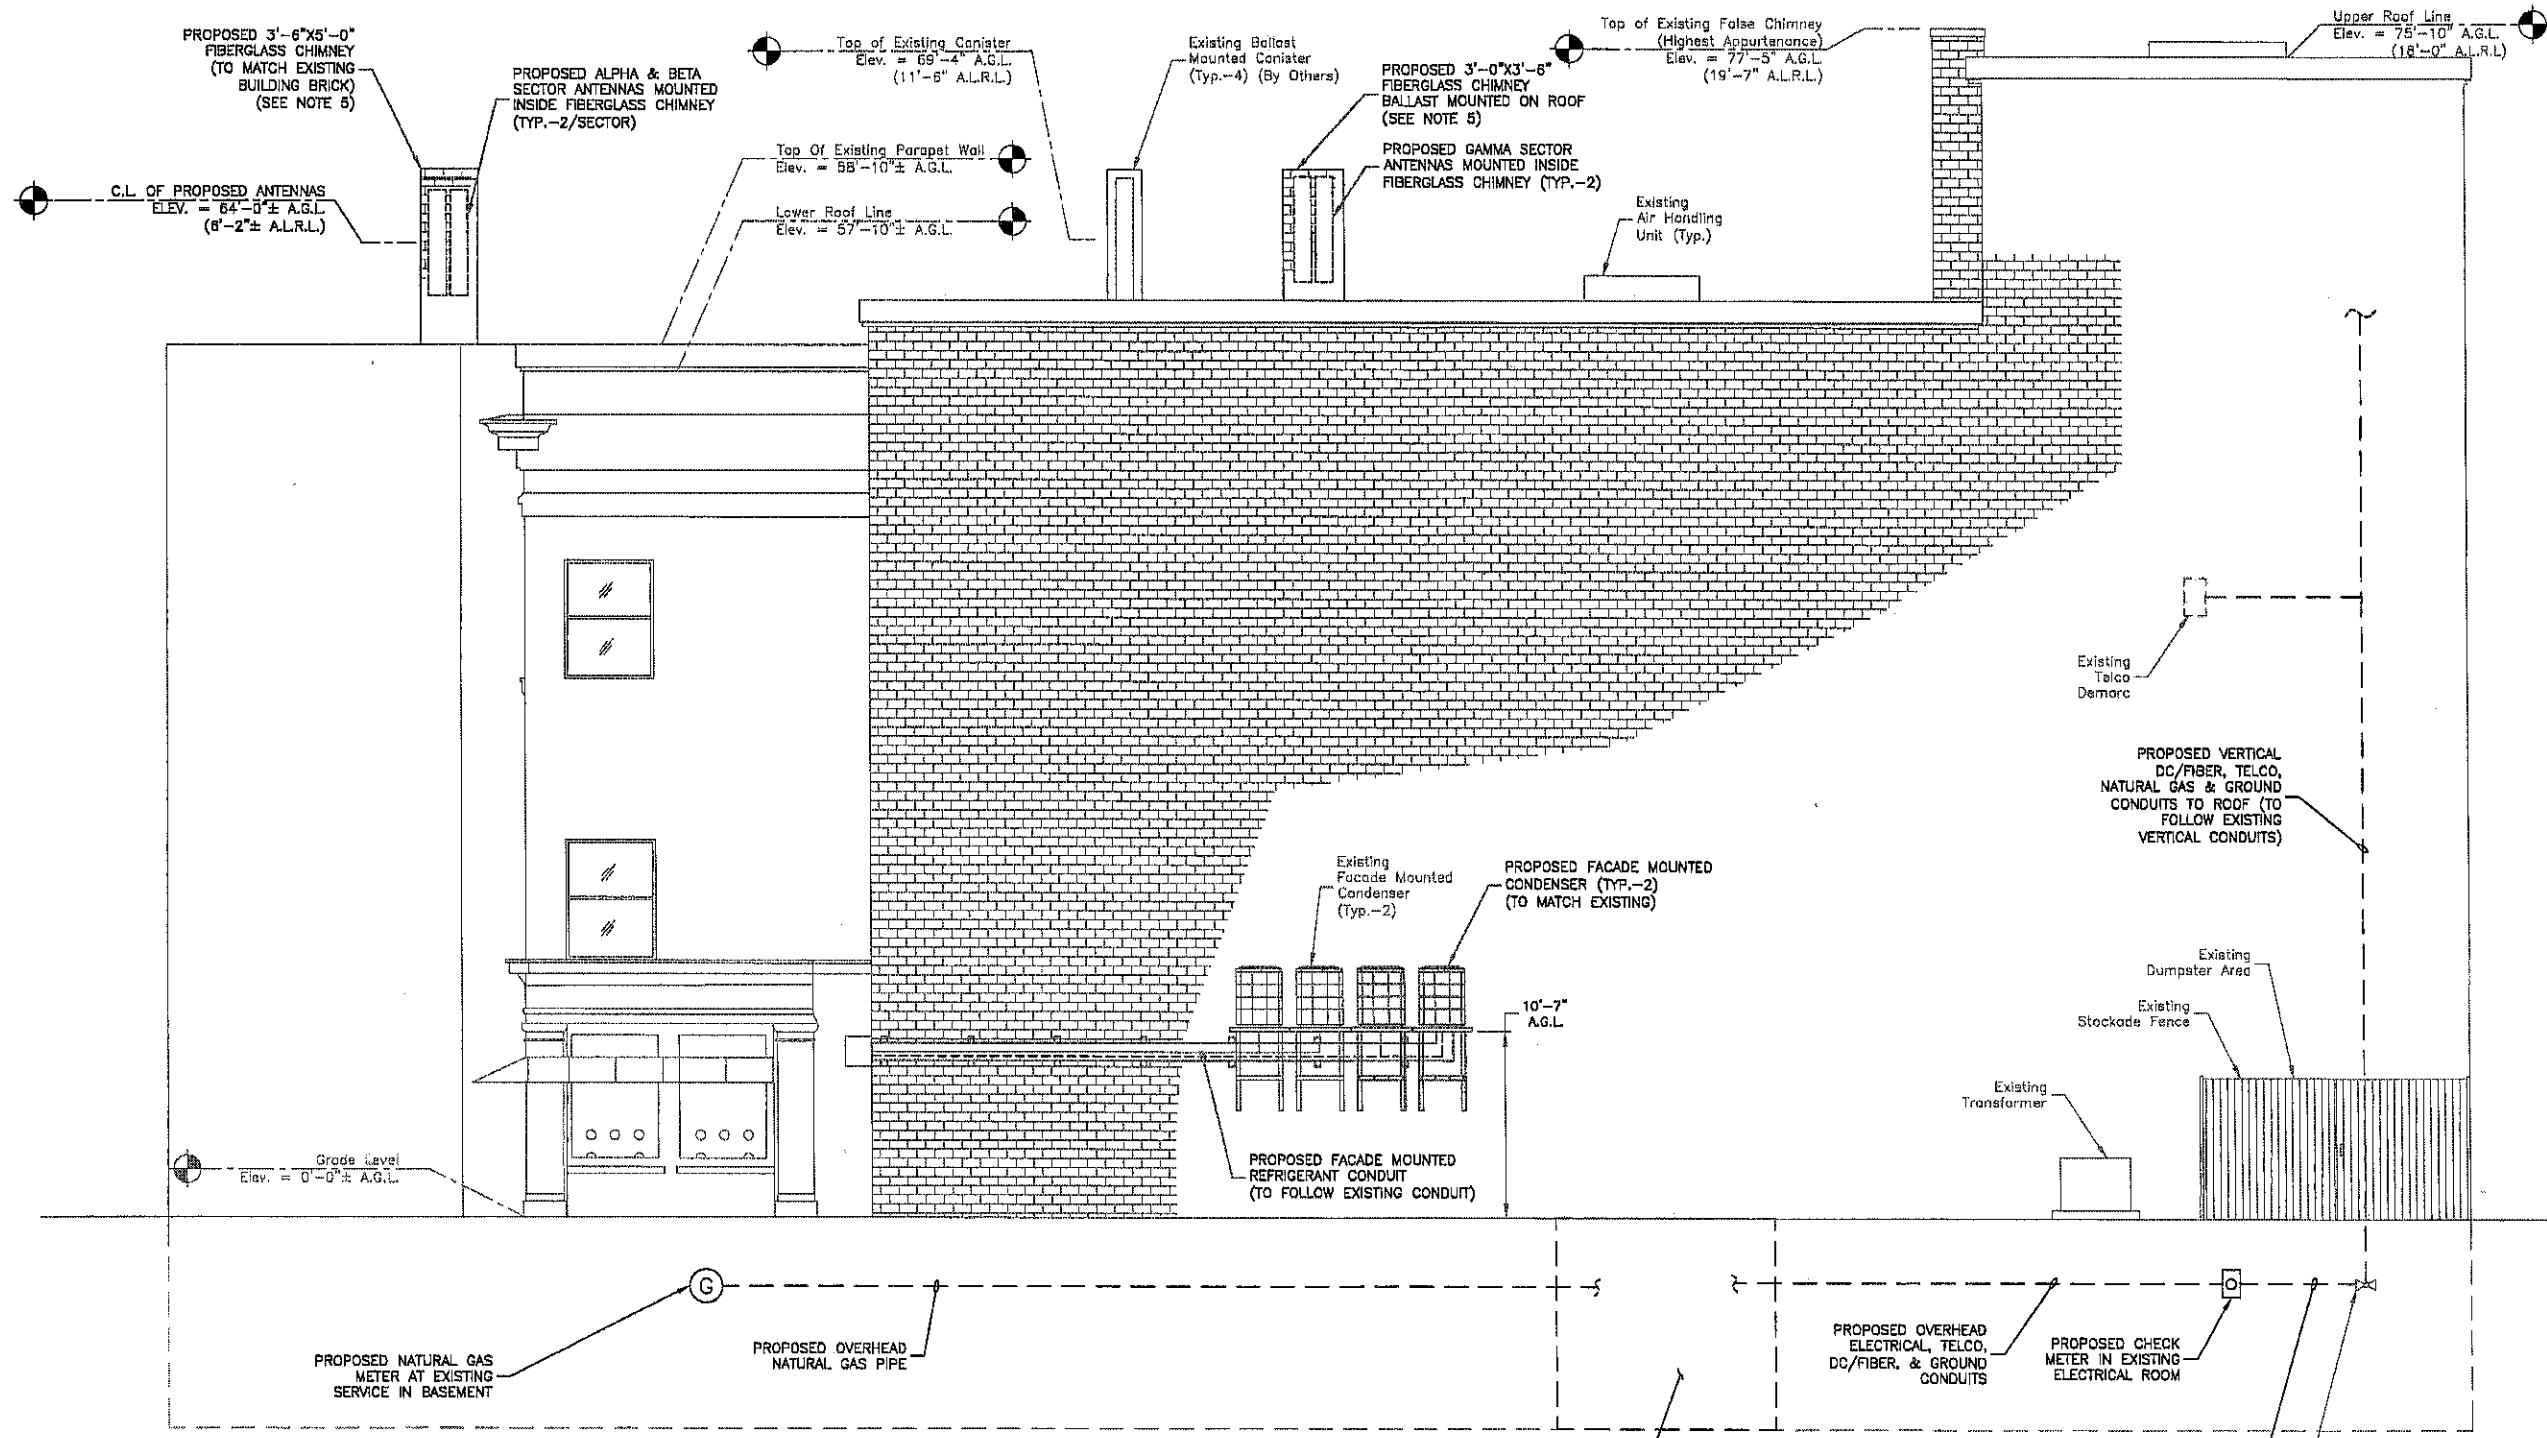 PROPOSED 3'-6"X5'-0"
FIBERGLASS CHIMNEY
(TO MATCH EXISTING
BUILDING BRICK)
(SEE NOTE 5)
PROPOSED ALPHA & BETA
SECTOR ANTENNAS MOUNTED
INSIDE FIBERGLASS CHIMNEY
(TYP.-2/SECTOR)
Top of Existing Canister
Elev. = 69'-4" A.G.L.
(11'-6" A.L.R.L.)
Existing Ballast
Mounted Canister
(Typ.-4) (By Others)
PROPOSED 3'-0"X3'-6"
FIBERGLASS CHIMNEY
BALLAST MOUNTED ON ROOF
(SEE NOTE 5)
Top of Existing False Chimney
(Highest Appurtenance)
Elev. = 77'-5" A.G.L.
(19'-7" A.L.R.L.)
Upper Roof Line
Elev. = 75'-10" A.G.L.
(18'-0" A.L.R.L)
C.L. OF PROPOSED ANTENNAS
ELEV. = 64'-0"± A.G.L.
(6'-2"± A.L.R.L.)
Top Of Existing Parapet Wall
Elev. = 58'-10"± A.G.L.
Lower Roof Line
Elev. = 57'-10"± A.G.L.
PROPOSED GAMMA SECTOR
ANTENNAS MOUNTED INSIDE
FIBERGLASS CHIMNEY (TYP.-2)
Existing
Air Handling
Unit (Typ.)
Existing
Telco
Demarc
PROPOSED VERTICAL
DC/FIBER, TELCO,
NATURAL GAS & GROUND
CONDUITS TO ROOF (TO
FOLLOW EXISTING
VERTICAL CONDUITS)
Existing
Facade Mounted
Condenser
(Typ.-2)
PROPOSED FACADE MOUNTED
CONDENSER (TYP.-2)
(TO MATCH EXISTING)
10'-7"
A.G.L.
Existing
Dumpster Area
Existing
Stockade Fence
Existing
Transformer
Grade Level
Elev. = 0'-0"± A.G.L.
PROPOSED FACADE MOUNTED
REFRIGERANT CONDUIT
(TO FOLLOW EXISTING CONDUIT)
G
PROPOSED NATURAL GAS
METER AT EXISTING
SERVICE IN BASEMENT
PROPOSED OVERHEAD
NATURAL GAS PIPE
PROPOSED OVERHEAD
ELECTRICAL, TELCO,
DC/FIBER, & GROUND
CONDUITS
PROPOSED CHECK
METER IN EXISTING
ELECTRICAL ROOM